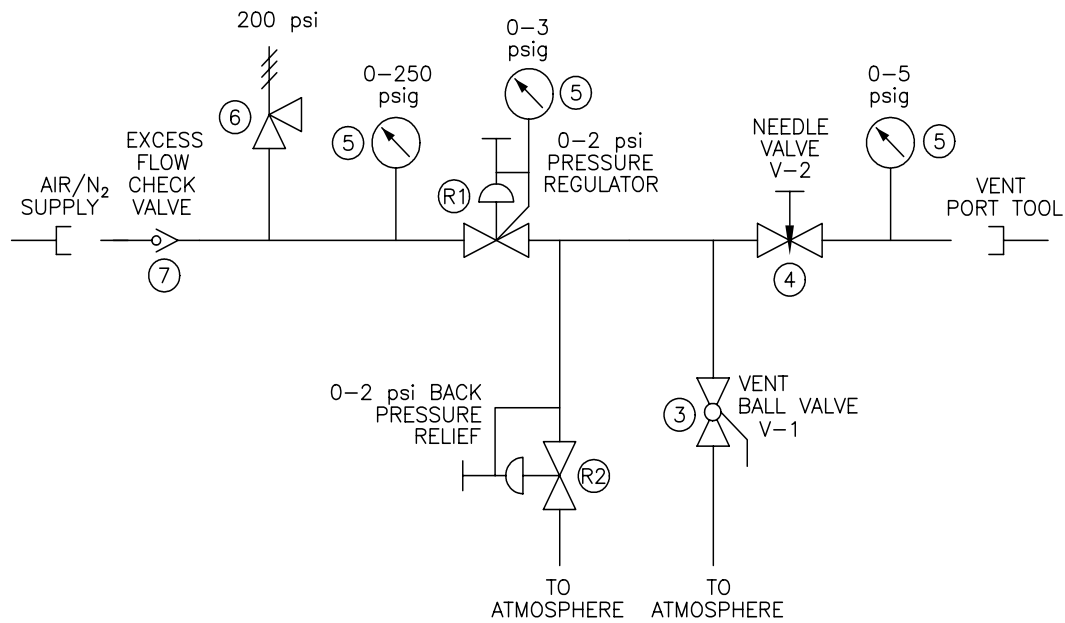 200 psi
6
0-250
psig
5
0-3
psig
5
0-2 psi
PRESSURE
REGULATOR
R1
0-5
psig
5
NEEDLE
VALVE
V-2
4
EXCESS
FLOW
CHECK
VALVE
7
AIR/N₂
SUPPLY
VENT
PORT TOOL
0-2 psi BACK
PRESSURE
RELIEF
R2
3
VENT
BALL VALVE
V-1
TO
ATMOSPHERE
TO
ATMOSPHERE